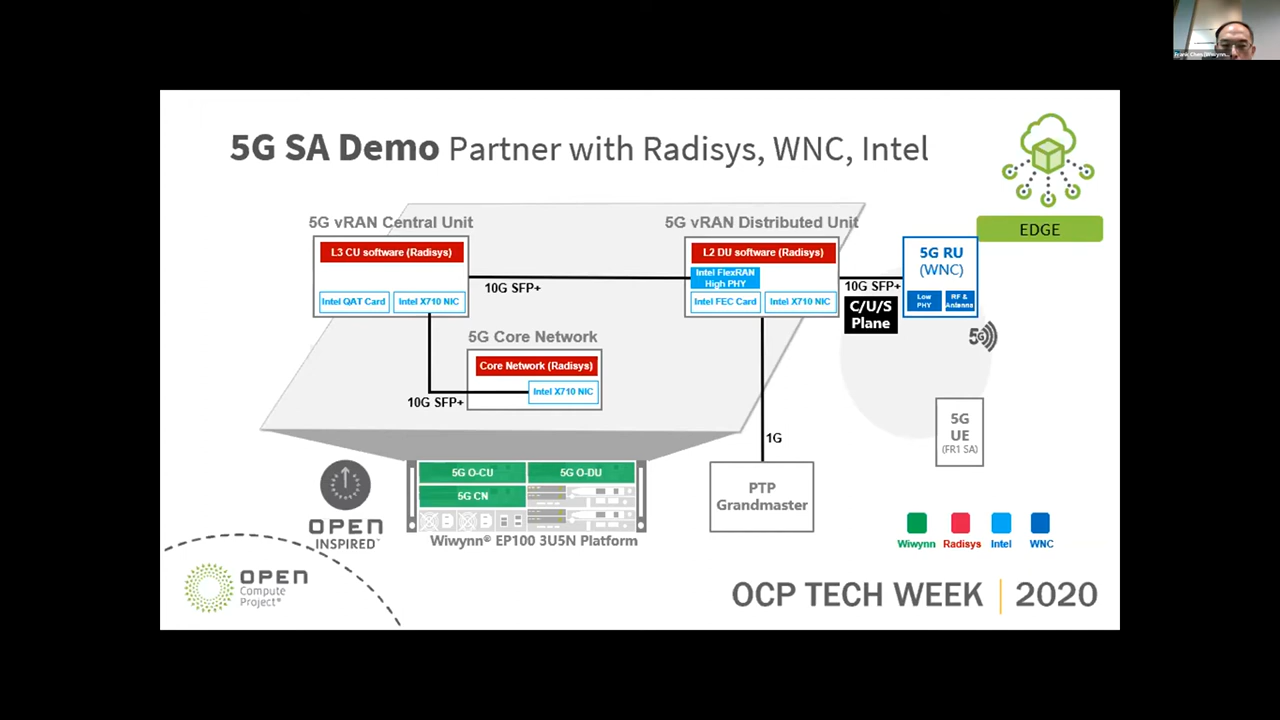 5G SA Demo Partner with Radisys, WNC, Intel
EDGE
5G vRAN Central Unit
L3 CU software (Radisys)
Intel QAT Card
Intel X710 NIC
10G SFP+
5G vRAN Distributed Unit
L2 DU software (Radisys)
Intel FlexRAN
High PHY
Intel FEC Card
Intel X710 NIC
10G SFP+
C/U/S
Plane
5G RU
(WNC)
Low
PHY
RF &
Antenna
5G
5G Core Network
Core Network (Radisys)
Intel X710 NIC
10G SFP+
1G
PTP
Grandmaster
5G
UE
(FR1 SA)
5G O-CU
5G O-DU
5G CN
Wiwynn® EP100 3U5N Platform
OPEN
INSPIRED™
Wiwynn
Radisys
Intel
WNC
OPEN
Compute
Project®
OCP TECH WEEK | 2020